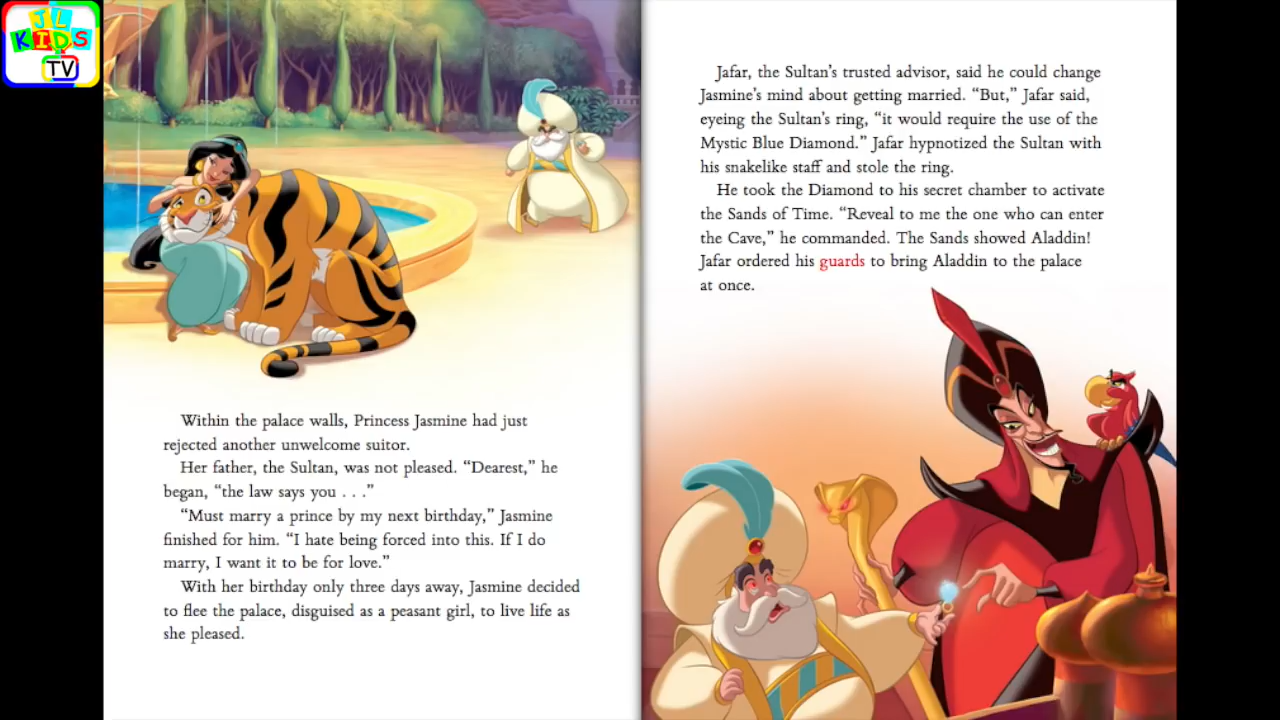 JL
KIDS
TV
Within the palace walls, Princess Jasmine had just
rejected another unwelcome suitor.
Her father, the Sultan, was not pleased. “Dearest,” he
began, “the law says you . . .”
“Must marry a prince by my next birthday,” Jasmine
finished for him. “I hate being forced into this. If I do
marry, I want it to be for love.”
With her birthday only three days away, Jasmine decided
to flee the palace, disguised as a peasant girl, to live life as
she pleased.
Jafar, the Sultan’s trusted advisor, said he could change
Jasmine’s mind about getting married. “But,” Jafar said,
eyeing the Sultan’s ring, “it would require the use of the
Mystic Blue Diamond.” Jafar hypnotized the Sultan with
his snakelike staff and stole the ring.
He took the Diamond to his secret chamber to activate
the Sands of Time. “Reveal to me the one who can enter
the Cave,” he commanded. The Sands showed Aladdin!
Jafar ordered his guards to bring Aladdin to the palace
at once.